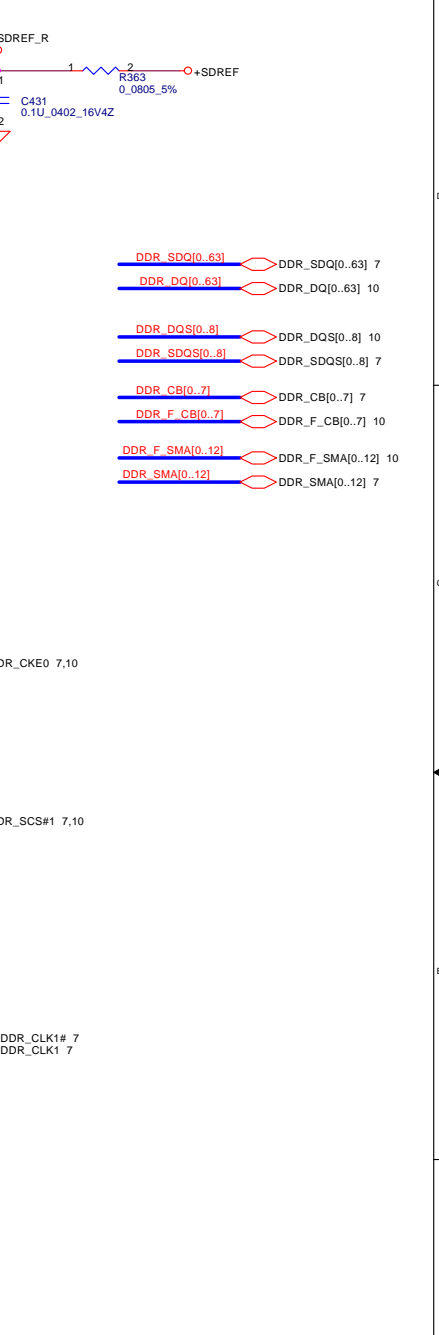 SDREF_R
1 2
R363
+SDREF
0_0805_5%
1
C431
0.1U_0402_16V4Z
2
DDR_SDQ[0..63] DDR_SDQ[0..63] 7
DDR_DQ[0..63] DDR_DQ[0..63] 10
DDR_DQS[0..8] DDR_DQS[0..8] 10
DDR_SDQS[0..8] DDR_SDQS[0..8] 7
DDR_CB[0..7] DDR_CB[0..7] 7
DDR_F_CB[0..7] DDR_F_CB[0..7] 10
DDR_F_SMA[0..12] DDR_F_SMA[0..12] 10
DDR_SMA[0..12] DDR_SMA[0..12] 7
DR_CKE0 7,10
DR_SCS#1 7,10
DDR_CLK1# 7
DDR_CLK1 7